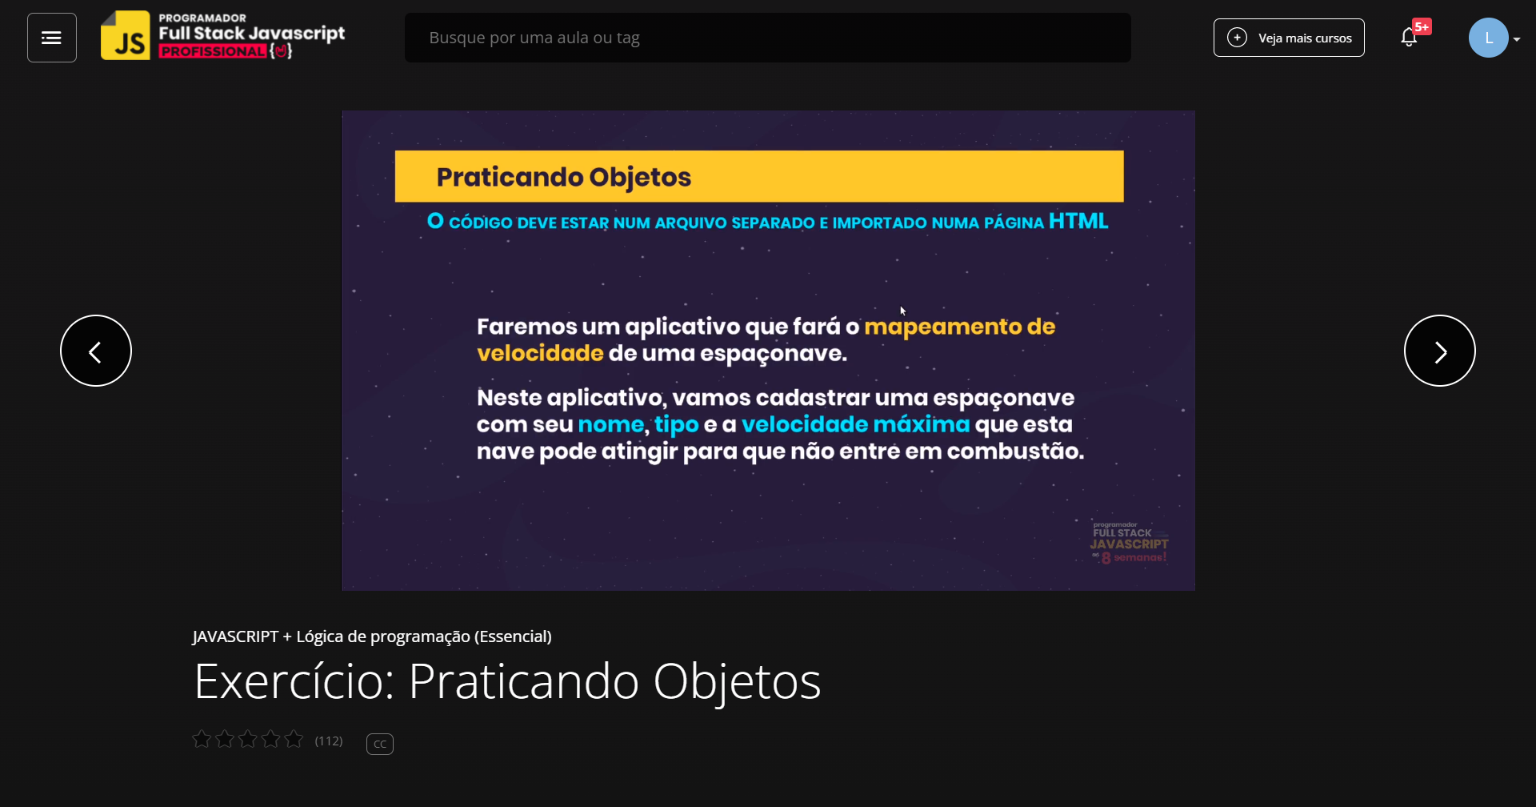 JS
PROGRAMADOR
Full Stack Javascript
PROFISSIONAL
Busque por uma aula ou tag
Veja mais cursos
5+
L
Praticando Objetos
O CÓDIGO DEVE ESTAR NUM ARQUIVO SEPARADO E IMPORTADO NUMA PÁGINA HTML
Faremos um aplicativo que fará o mapeamento de
velocidade de uma espaçonave.
Neste aplicativo, vamos cadastrar uma espaçonave
com seu nome, tipo e a velocidade máxima que esta
nave pode atingir para que não entre em combustão.
programador
FULL STACK
JAVASCRIPT
8 semanas!
JAVASCRIPT + Lógica de programação (Essencial)
Exercício: Praticando Objetos
(112)
CC